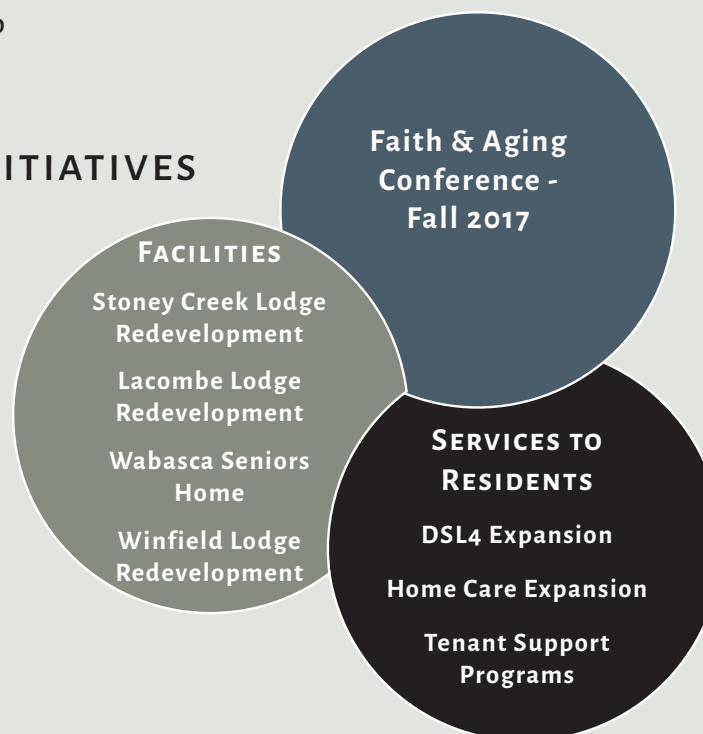 ITIATIVES
Faith & Aging
Conference -
Fall 2017
FACILITIES
Stoney Creek Lodge
Redevelopment
Lacombe Lodge
Redevelopment
Wabasca Seniors
Home
Winfield Lodge
Redevelopment
SERVICES TO
RESIDENTS
DSL4 Expansion
Home Care Expansion
Tenant Support
Programs